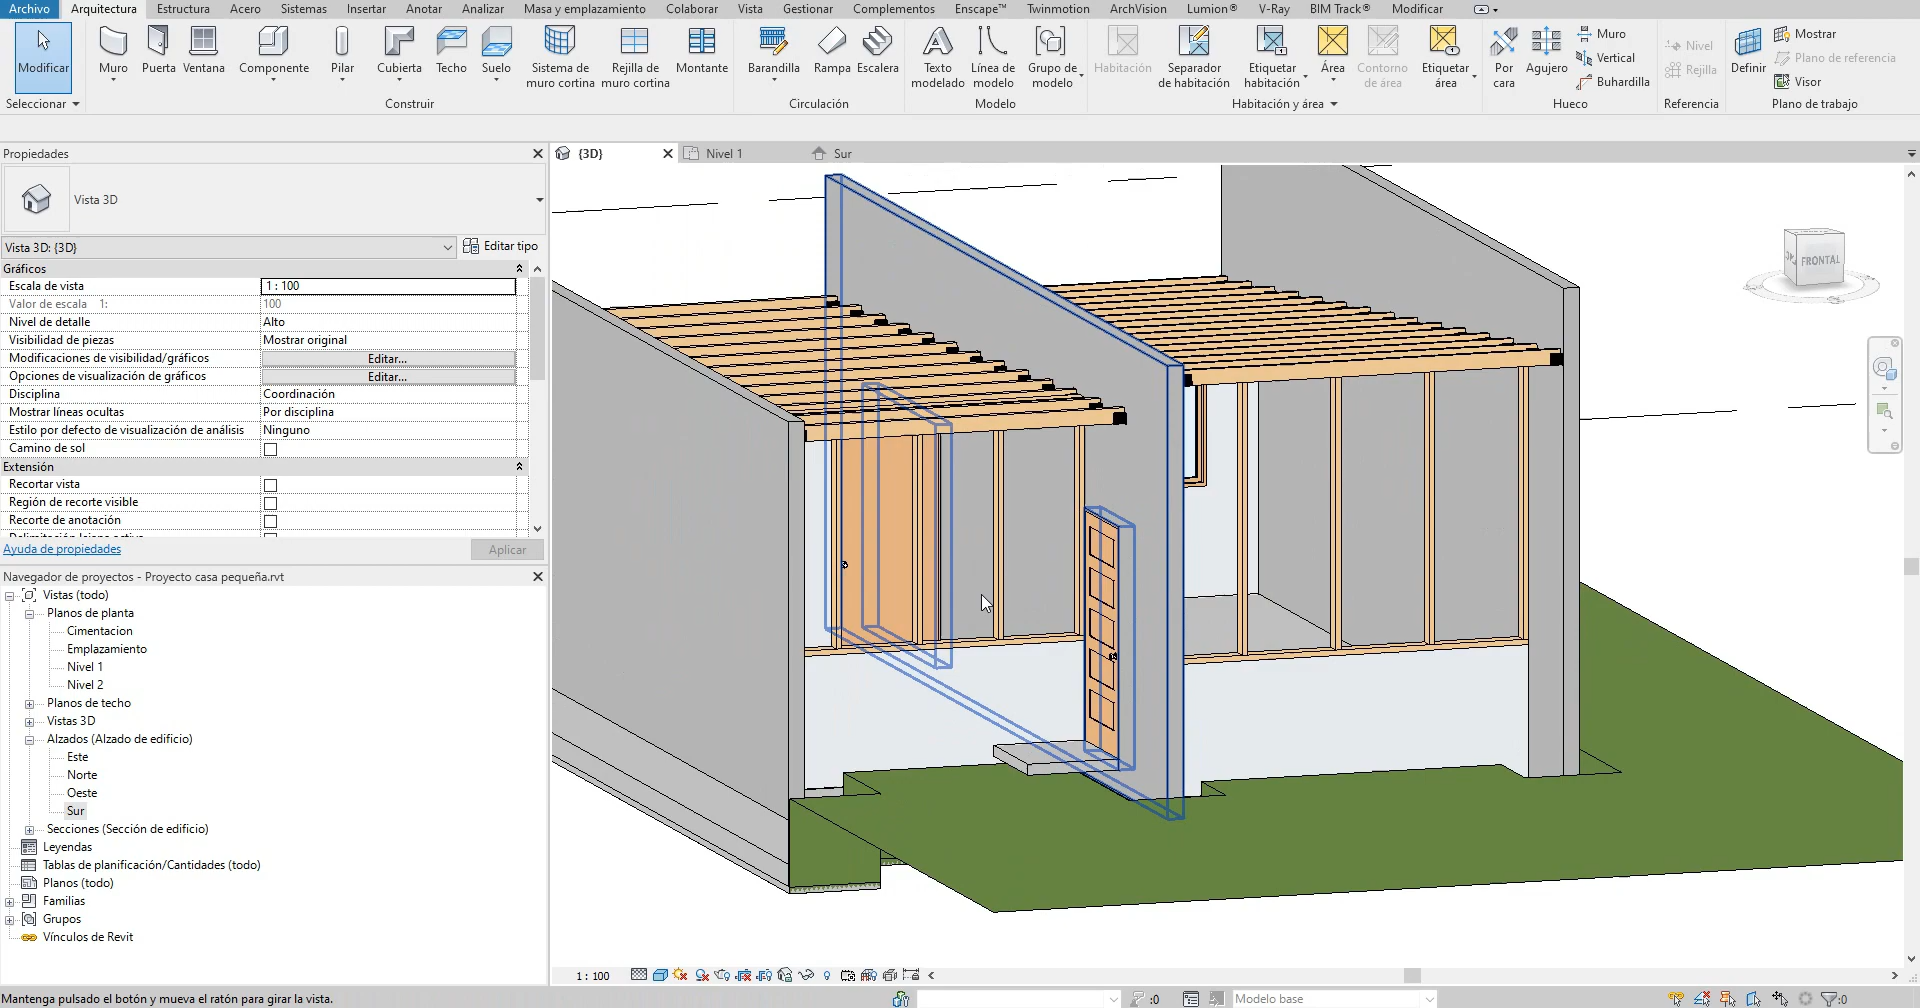 Archivo
Arquitectura
Estructura
Acero
Sistemas
Insertar
Anotar
Analizar
Masa y emplazamiento
Colaborar
Vista
Gestionar
Complementos
Enscape™
Twinmotion
ArchVision
Lumion®
V-Ray
BIM Track®
Modificar
Modificar
Muro
Puerta
Ventana
Componente
Pilar
Cubierta
Techo
Suelo
Sistema de
muro cortina
Rejilla de
muro cortina
Montante
Barandilla
Rampa
Escalera
Texto
modelado
Línea de
modelo
Grupo de
modelo
Habitación
Separador
de habitación
Etiquetar
habitación
Área
Contorno
de área
Etiquetar
área
Por
cara
Agujero
Muro
Vertical
Buhardilla
Nivel
Rejilla
Definir
Mostrar
Plano de referencia
Visor
Seleccionar
Construir
Circulación
Modelo
Habitación y área
Hueco
Referencia
Plano de trabajo
Propiedades
Vista 3D
Vista 3D: {3D}
Editar tipo
Gráficos
Escala de vista 1 : 100
Valor de escala 1: 100
Nivel de detalle Alto
Visibilidad de piezas Mostrar original
Modificaciones de visibilidad/gráficos Editar...
Opciones de visualización de gráficos Editar...
Disciplina Coordinación
Mostrar líneas ocultas Por disciplina
Estilo por defecto de visualización de análisis Ninguno
Camino de sol
Extensión
Recortar vista
Región de recorte visible
Recorte de anotación
Ayuda de propiedades
Aplicar
Navegador de proyectos - Proyecto casa pequeña.rvt
Vistas (todo)
Planos de planta
Cimentacion
Emplazamiento
Nivel 1
Nivel 2
Planos de techo
Vistas 3D
Alzados (Alzado de edificio)
Este
Norte
Oeste
Sur
Secciones (Sección de edificio)
Leyendas
Tablas de planificación/Cantidades (todo)
Planos (todo)
Familias
Grupos
Vínculos de Revit
{3D}
Nivel 1
Sur
FRONTAL
1 : 100
Mantenga pulsado el botón y mueva el ratón para girar la vista.
:0
Modelo base
:0